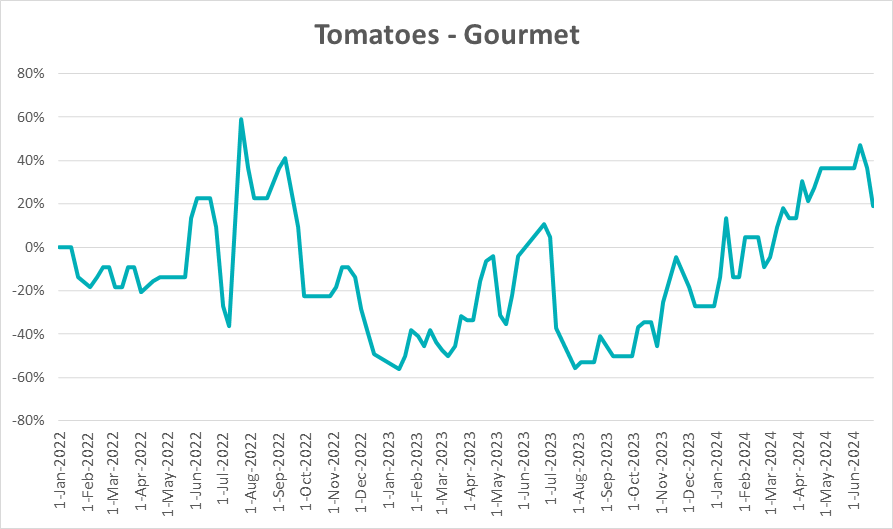 Tomatoes - Gourmet
80%
60%
40%
20%
0%
-20%
-40%
-60%
-80%
1-Jan-2022
1-Feb-2022
1-Mar-2022
1-Apr-2022
1-May-2022
1-Jun-2022
1-Jul-2022
1-Aug-2022
1-Sep-2022
1-Oct-2022
1-Nov-2022
1-Dec-2022
1-Jan-2023
1-Feb-2023
1-Mar-2023
1-Apr-2023
1-May-2023
1-Jun-2023
1-Jul-2023
1-Aug-2023
1-Sep-2023
1-Oct-2023
1-Nov-2023
1-Dec-2023
1-Jan-2024
1-Feb-2024
1-Mar-2024
1-Apr-2024
1-May-2024
1-Jun-2024